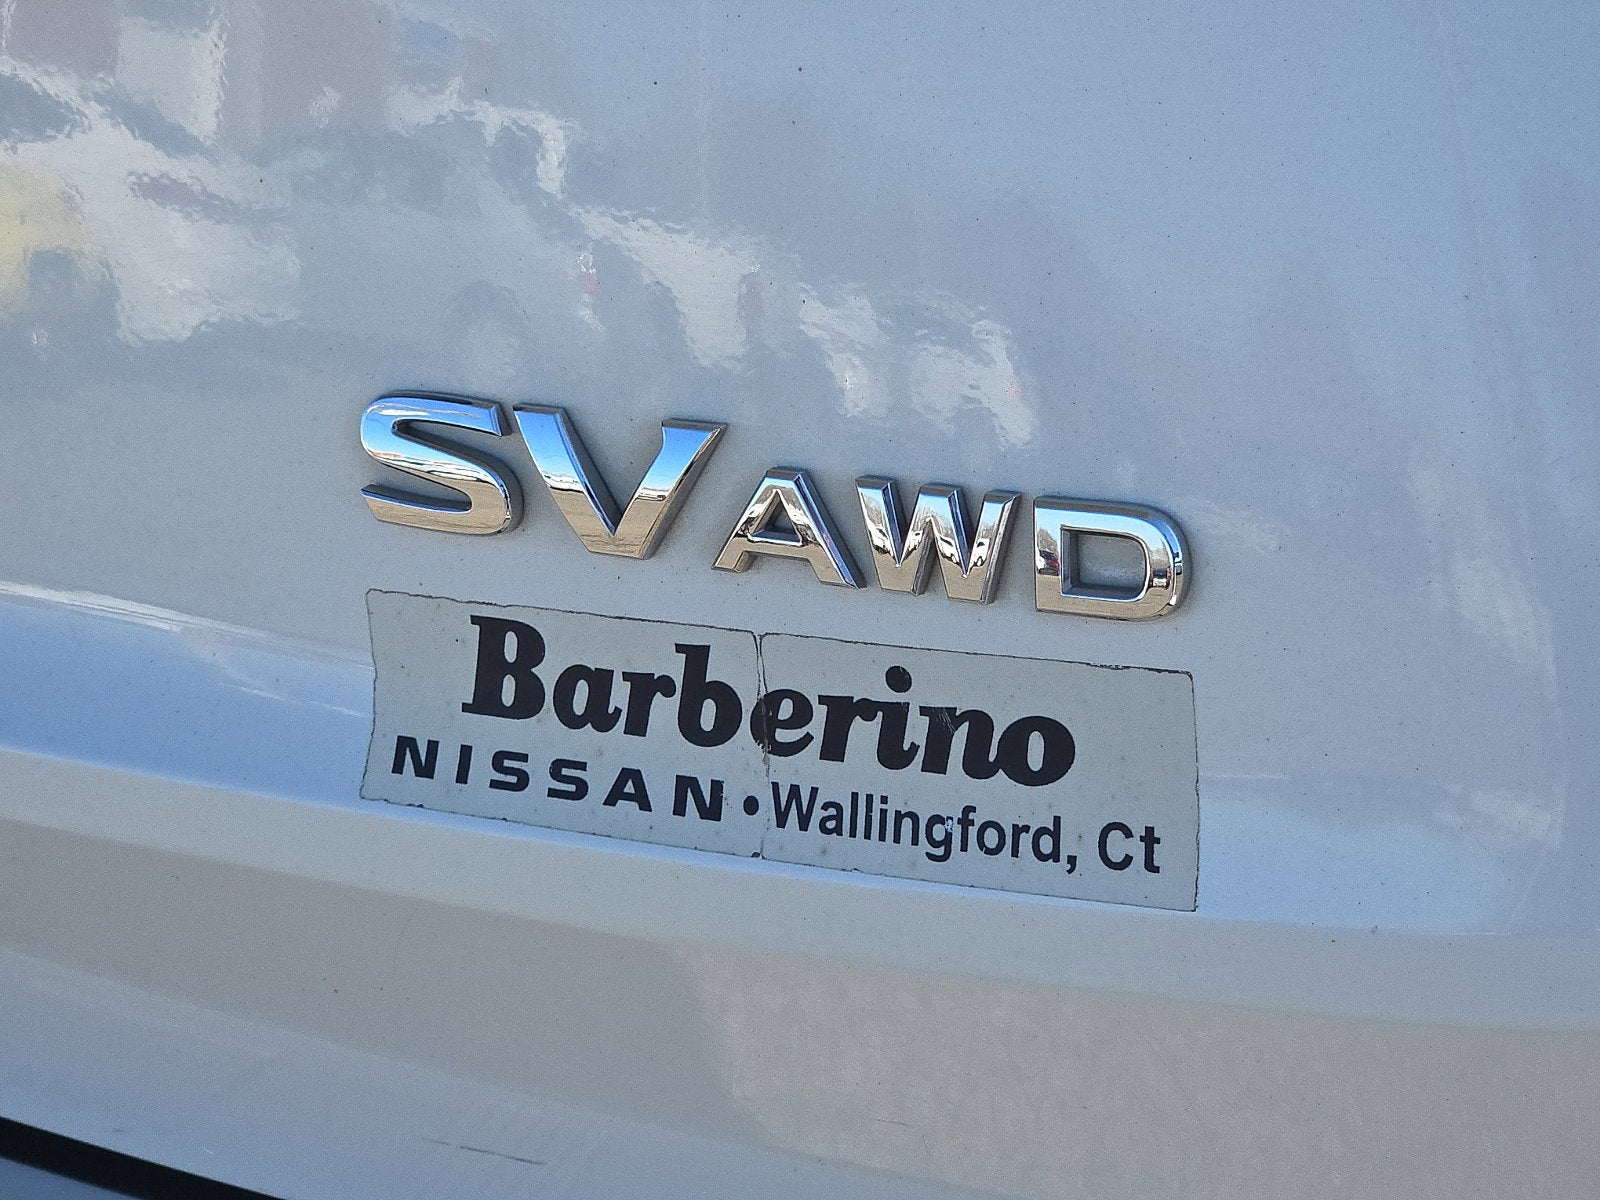 SV AWD
Barberino
NISSAN • Wallingford, Ct